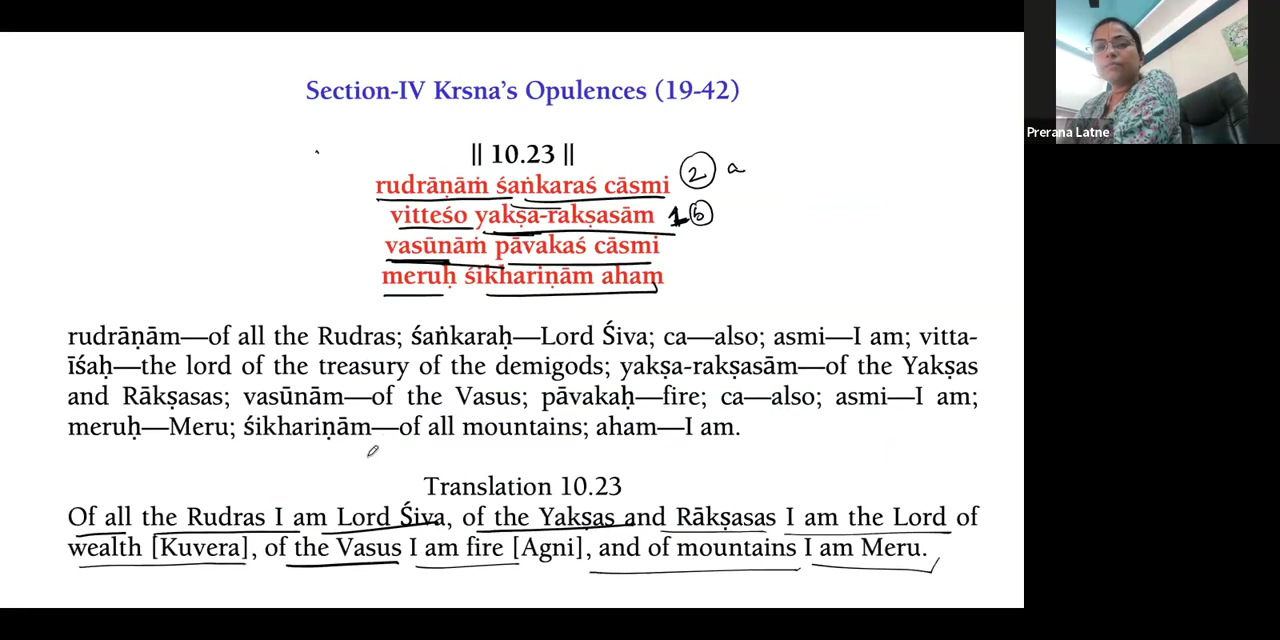 Section-IV Krsna's Opulences (19-42)
|| 10.23 ||
rudrāṇāṁ śaṅkaraś cāsmi 2 a
vitteśo yakṣa-rakṣasām 1 b
vasūnāṁ pāvakaś cāsmi
meruḥ śikhariṇām aham
rudrāṇām—of all the Rudras; śaṅkaraḥ—Lord Śiva; ca—also; asmi—I am; vitta-
īśaḥ—the lord of the treasury of the demigods; yakṣa-rakṣasām—of the Yakṣas
and Rākṣasas; vasūnām—of the Vasus; pāvakaḥ—fire; ca—also; asmi—I am;
meruḥ—Meru; śikhariṇām—of all mountains; aham—I am.
Translation 10.23
Of all the Rudras I am Lord Śiva, of the Yakṣas and Rākṣasas I am the Lord of
wealth [Kuvera], of the Vasus I am fire [Agni], and of mountains I am Meru.
Prerana Latne